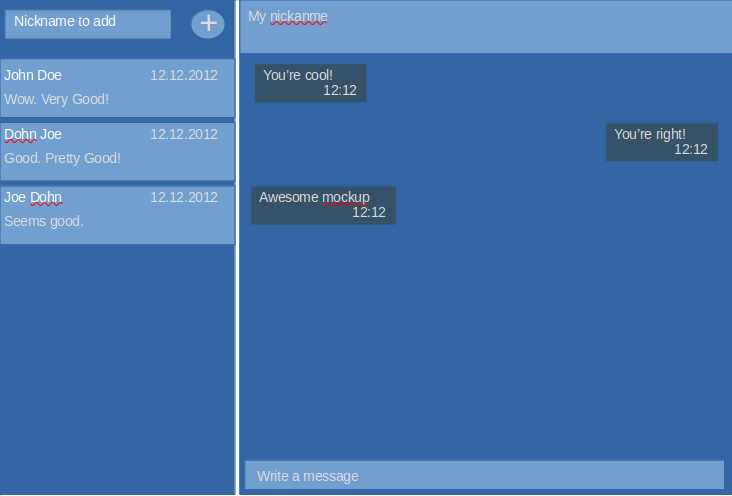 Nickname to add
+
John Doe 12.12.2012
Wow. Very Good!
Dohn Joe 12.12.2012
Good. Pretty Good!
Joe Dohn 12.12.2012
Seems good.
My nickanme
You're cool!
12:12
You're right!
12:12
Awesome mockup
12:12
Write a message